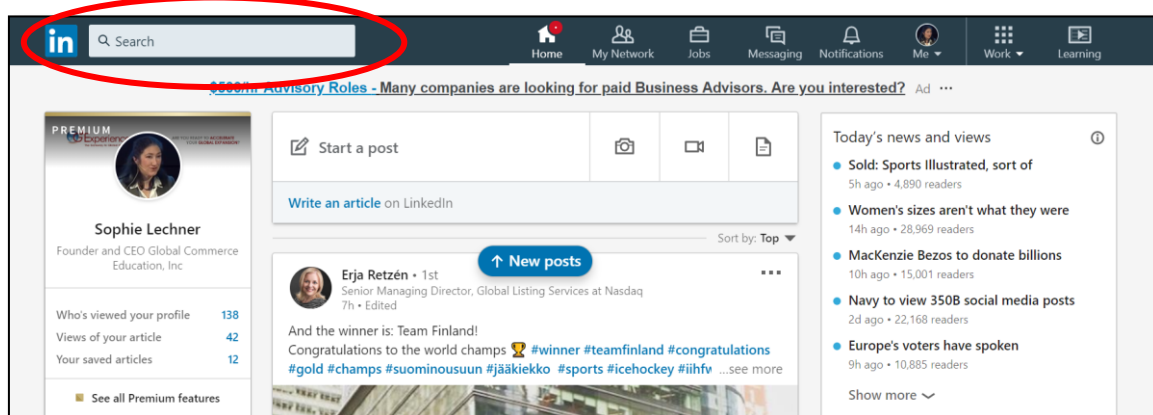 in Search
Home My Network Jobs Messaging Notifications Me Work Learning
$500/hr Advisory Roles - Many companies are looking for paid Business Advisors. Are you interested? Ad
PREMIUM
Sophie Lechner
Founder and CEO Global Commerce
Education, Inc
Who's viewed your profile 138
Views of your article 42
Your saved articles 12
See all Premium features
Start a post
Write an article on LinkedIn
Sort by: Top
↑ New posts
Erja Retzén • 1st
Senior Managing Director, Global Listing Services at Nasdaq
7h • Edited
And the winner is: Team Finland!
Congratulations to the world champs 🏆 #winner #teamfinland #congratulations
#gold #champs #suominousuun #jääkiekko #sports #icehockey ...see more
Today's news and views
• Sold: Sports Illustrated, sort of
5h ago • 4,890 readers
• Women's sizes aren't what they were
14h ago • 28,969 readers
• MacKenzie Bezos to donate billions
10h ago • 15,001 readers
• Navy to view 350B social media posts
2d ago • 22,168 readers
• Europe's voters have spoken
9h ago • 10,885 readers
Show more